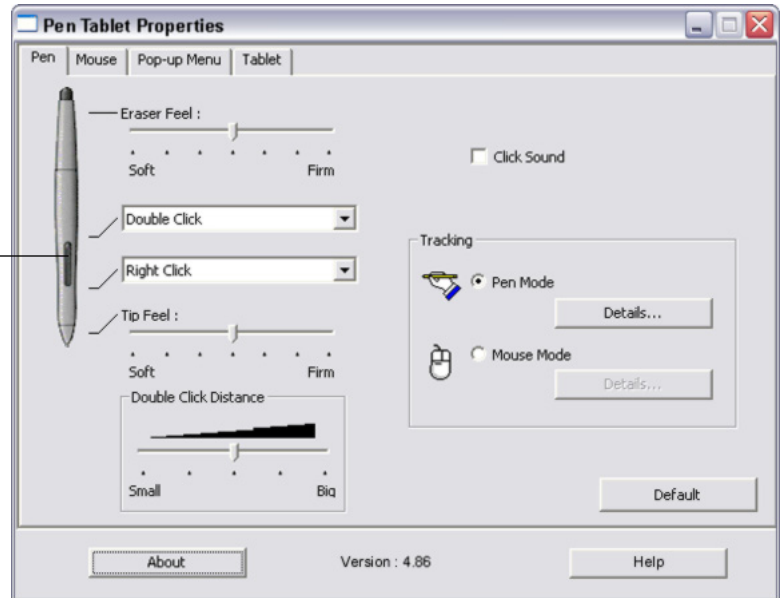 Pen Tablet Properties
Pen Mouse Pop-up Menu Tablet
Eraser Feel :
Soft Firm
Click Sound
Double Click
Right Click
Tip Feel :
Soft Firm
Double Click Distance
Small Big
Tracking
Pen Mode
Details...
Mouse Mode
Details...
Default
About Version : 4.86 Help